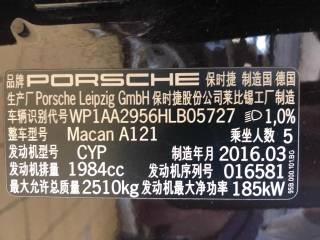 品牌 PORSCHE 保时捷 制造国 德国
生产厂 Porsche Leipzig GmbH 保时捷股份公司莱比锡工厂制造
车辆识别代号 WP1AA2956HLB05727 1,0%
整车型号 Macan A121 乘坐人数 5
发动机型号 CYP 制造年月 2016.03
发动机排量 1984cc 发动机序列号 016581
最大允许总质量 2510kg 发动机最大净功率 185kW